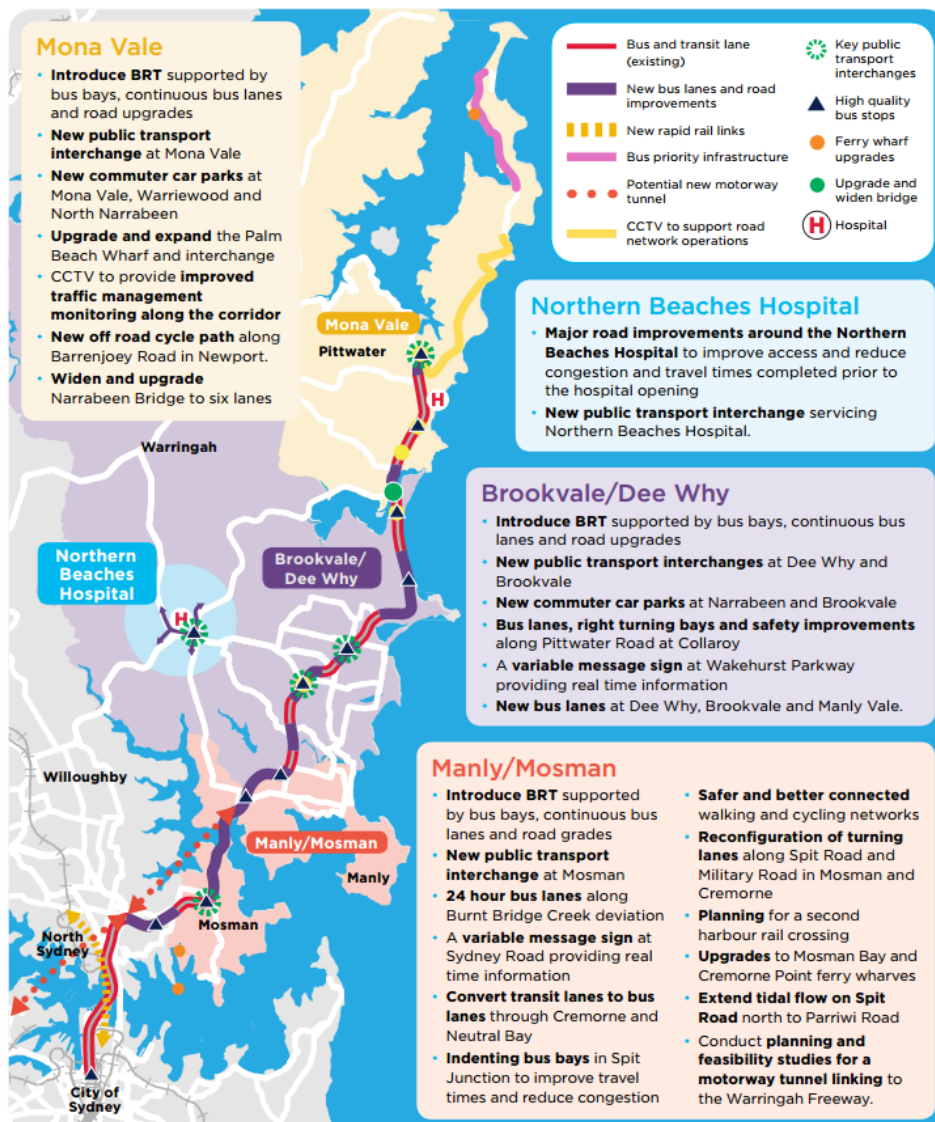 Mona Vale
• Introduce BRT supported by
bus bays, continuous bus lanes
and road upgrades
• New public transport
interchange at Mona Vale
• New commuter car parks at
Mona Vale, Warriewood and
North Narrabeen
• Upgrade and expand the Palm
Beach Wharf and interchange
• CCTV to provide improved
traffic management
monitoring along the corridor
• New off road cycle path along
Barrenjoey Road in Newport.
• Widen and upgrade
Narrabeen Bridge to six lanes
Bus and transit lane
(existing)
New bus lanes and road
improvements
New rapid rail links
Bus priority infrastructure
Potential new motorway
tunnel
CCTV to support road
network operations
Key public
transport
interchanges
High quality
bus stops
Ferry wharf
upgrades
Upgrade and
widen bridge
H Hospital
Northern Beaches Hospital
• Major road improvements around the Northern
Beaches Hospital to improve access and reduce
congestion and travel times completed prior to
the hospital opening
• New public transport interchange servicing
Northern Beaches Hospital.
Mona Vale
Pittwater
H
Warringah
Northern
Beaches
Hospital
H
Brookvale/
Dee Why
Brookvale/Dee Why
• Introduce BRT supported by bus bays, continuous bus
lanes and road upgrades
• New public transport interchanges at Dee Why and
Brookvale
• New commuter car parks at Narrabeen and Brookvale
• Bus lanes, right turning bays and safety improvements
along Pittwater Road at Collaroy
• A variable message sign at Wakehurst Parkway
providing real time information
• New bus lanes at Dee Why, Brookvale and Manly Vale.
Willoughby
Manly/Mosman
Manly
Mosman
North
Sydney
City of
Sydney
Manly/Mosman
• Introduce BRT supported
by bus bays, continuous bus
lanes and road grades
• New public transport
interchange at Mosman
• 24 hour bus lanes along
Burnt Bridge Creek deviation
• A variable message sign at
Sydney Road providing real
time information
• Convert transit lanes to bus
lanes through Cremorne and
Neutral Bay
• Indenting bus bays in Spit
Junction to improve travel
times and reduce congestion
• Safer and better connected
walking and cycling networks
• Reconfiguration of turning
lanes along Spit Road and
Military Road in Mosman and
Cremorne
• Planning for a second
harbour rail crossing
• Upgrades to Mosman Bay and
Cremorne Point ferry wharves
• Extend tidal flow on Spit
Road north to Parriwi Road
• Conduct planning and
feasibility studies for a
motorway tunnel linking to
the Warringah Freeway.